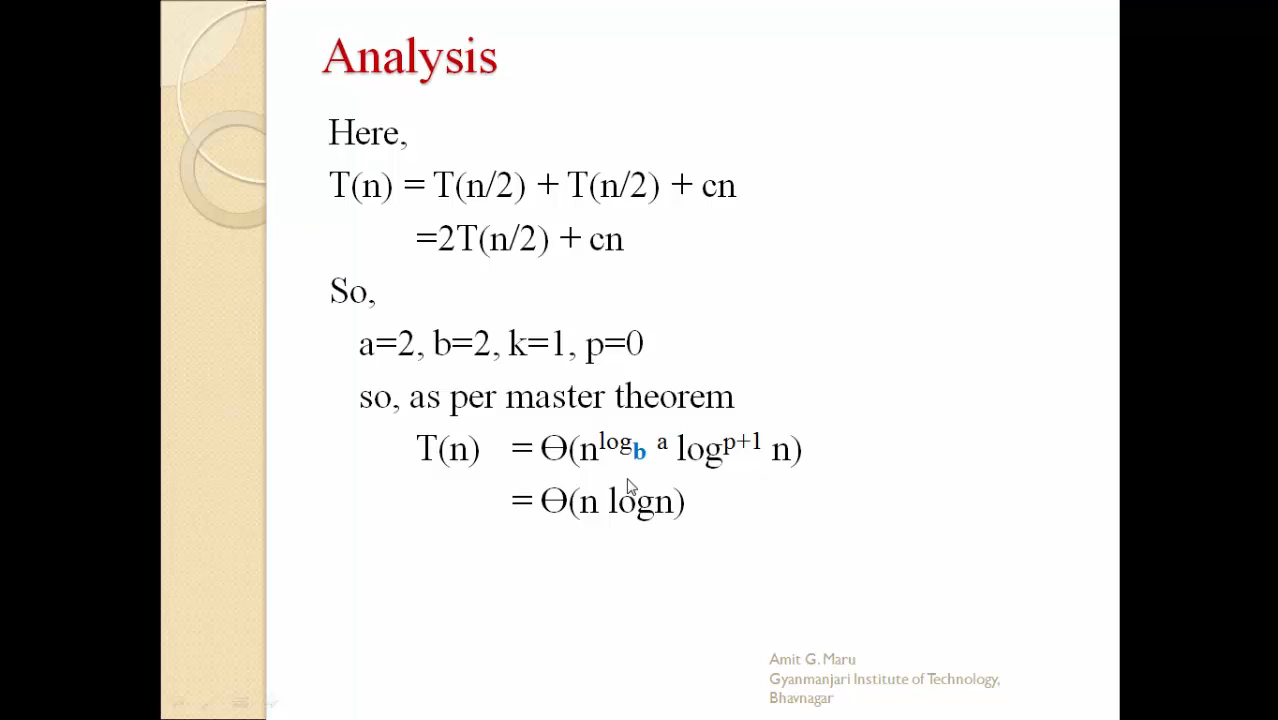 Analysis
Here,
T(n) = T(n/2) + T(n/2) + cn
=2T(n/2) + cn
So,
a=2, b=2, k=1, p=0
so, as per master theorem
T(n) = Ɵ(n^log_b a log^p+1 n)
= Ɵ(n logn)
Amit G. Maru
Gyanmanjari Institute of Technology,
Bhavnagar